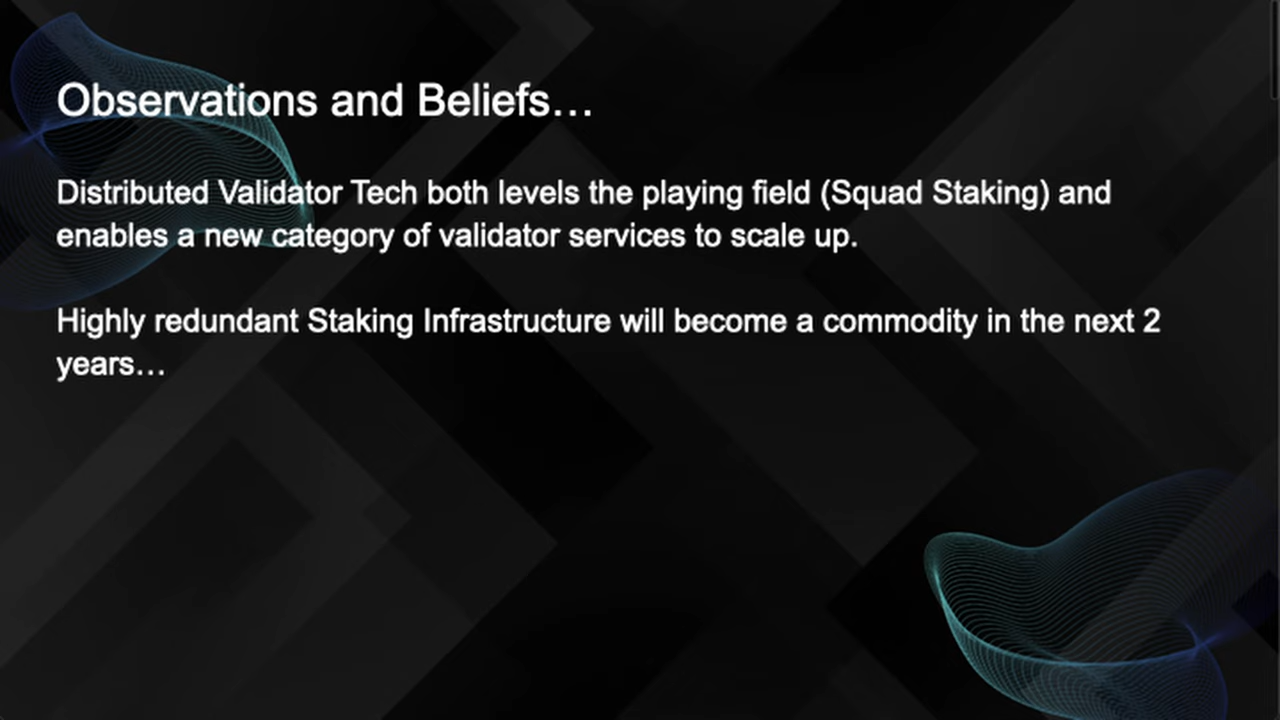 Observations and Beliefs…
Distributed Validator Tech both levels the playing field (Squad Staking) and
enables a new category of validator services to scale up.
Highly redundant Staking Infrastructure will become a commodity in the next 2
years…